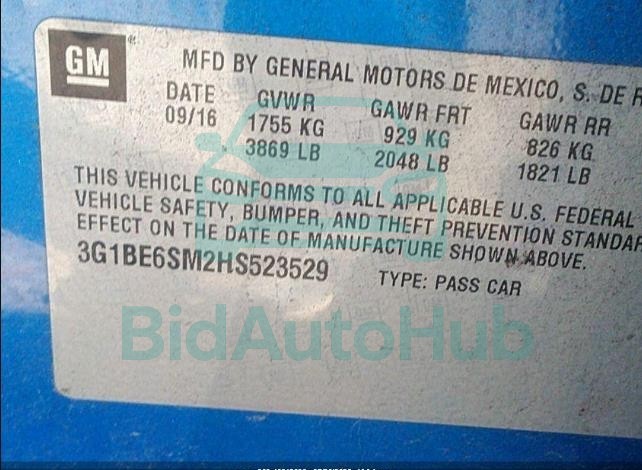 GM
MFD BY GENERAL MOTORS DE MEXICO, S. DE R
DATE GVWR GAWR FRT GAWR RR
09/16 1755 KG 929 KG 826 KG
3869 LB 2048 LB 1821 LB
THIS VEHICLE CONFORMS TO ALL APPLICABLE U.S. FEDERAL
VEHICLE SAFETY, BUMPER, AND THEFT PREVENTION STANDAR
EFFECT ON THE DATE OF MANUFACTURE SHOWN ABOVE.
3G1BE6SM2HS523529 TYPE: PASS CAR
BidAutoHub